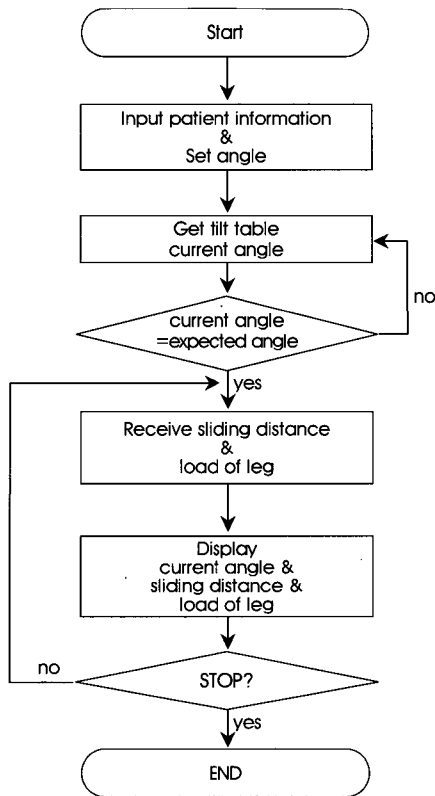 Start
Input patient information
&
Set angle
Get tilt table
current angle
no
current angle
=expected angle
yes
Receive sliding distance
&
load of leg
Display
current angle &
sliding distance &
load of leg
no
STOP?
yes
END